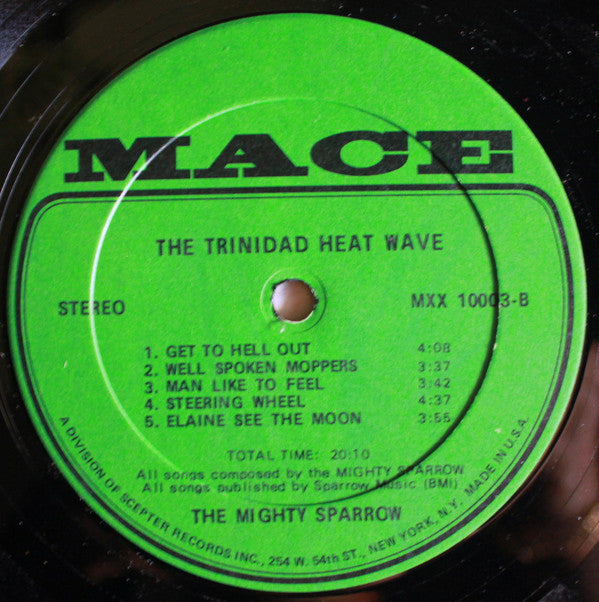 MACE
THE TRINIDAD HEAT WAVE
STEREO
MXX 10003-B
1. GET TO HELL OUT 4:08
2. WELL SPOKEN MOPPERS 3:37
3. MAN LIKE TO FEEL 3:42
4. STEERING WHEEL 4:37
5. ELAINE SEE THE MOON 3:55
TOTAL TIME: 20:10
All songs composed by the MIGHTY SPARROW
All songs published by Sparrow Music (BMI)
THE MIGHTY SPARROW
A DIVISION OF SCEPTER RECORDS INC., 254 W. 54th ST., NEW YORK, N.Y. MADE IN U.S.A.